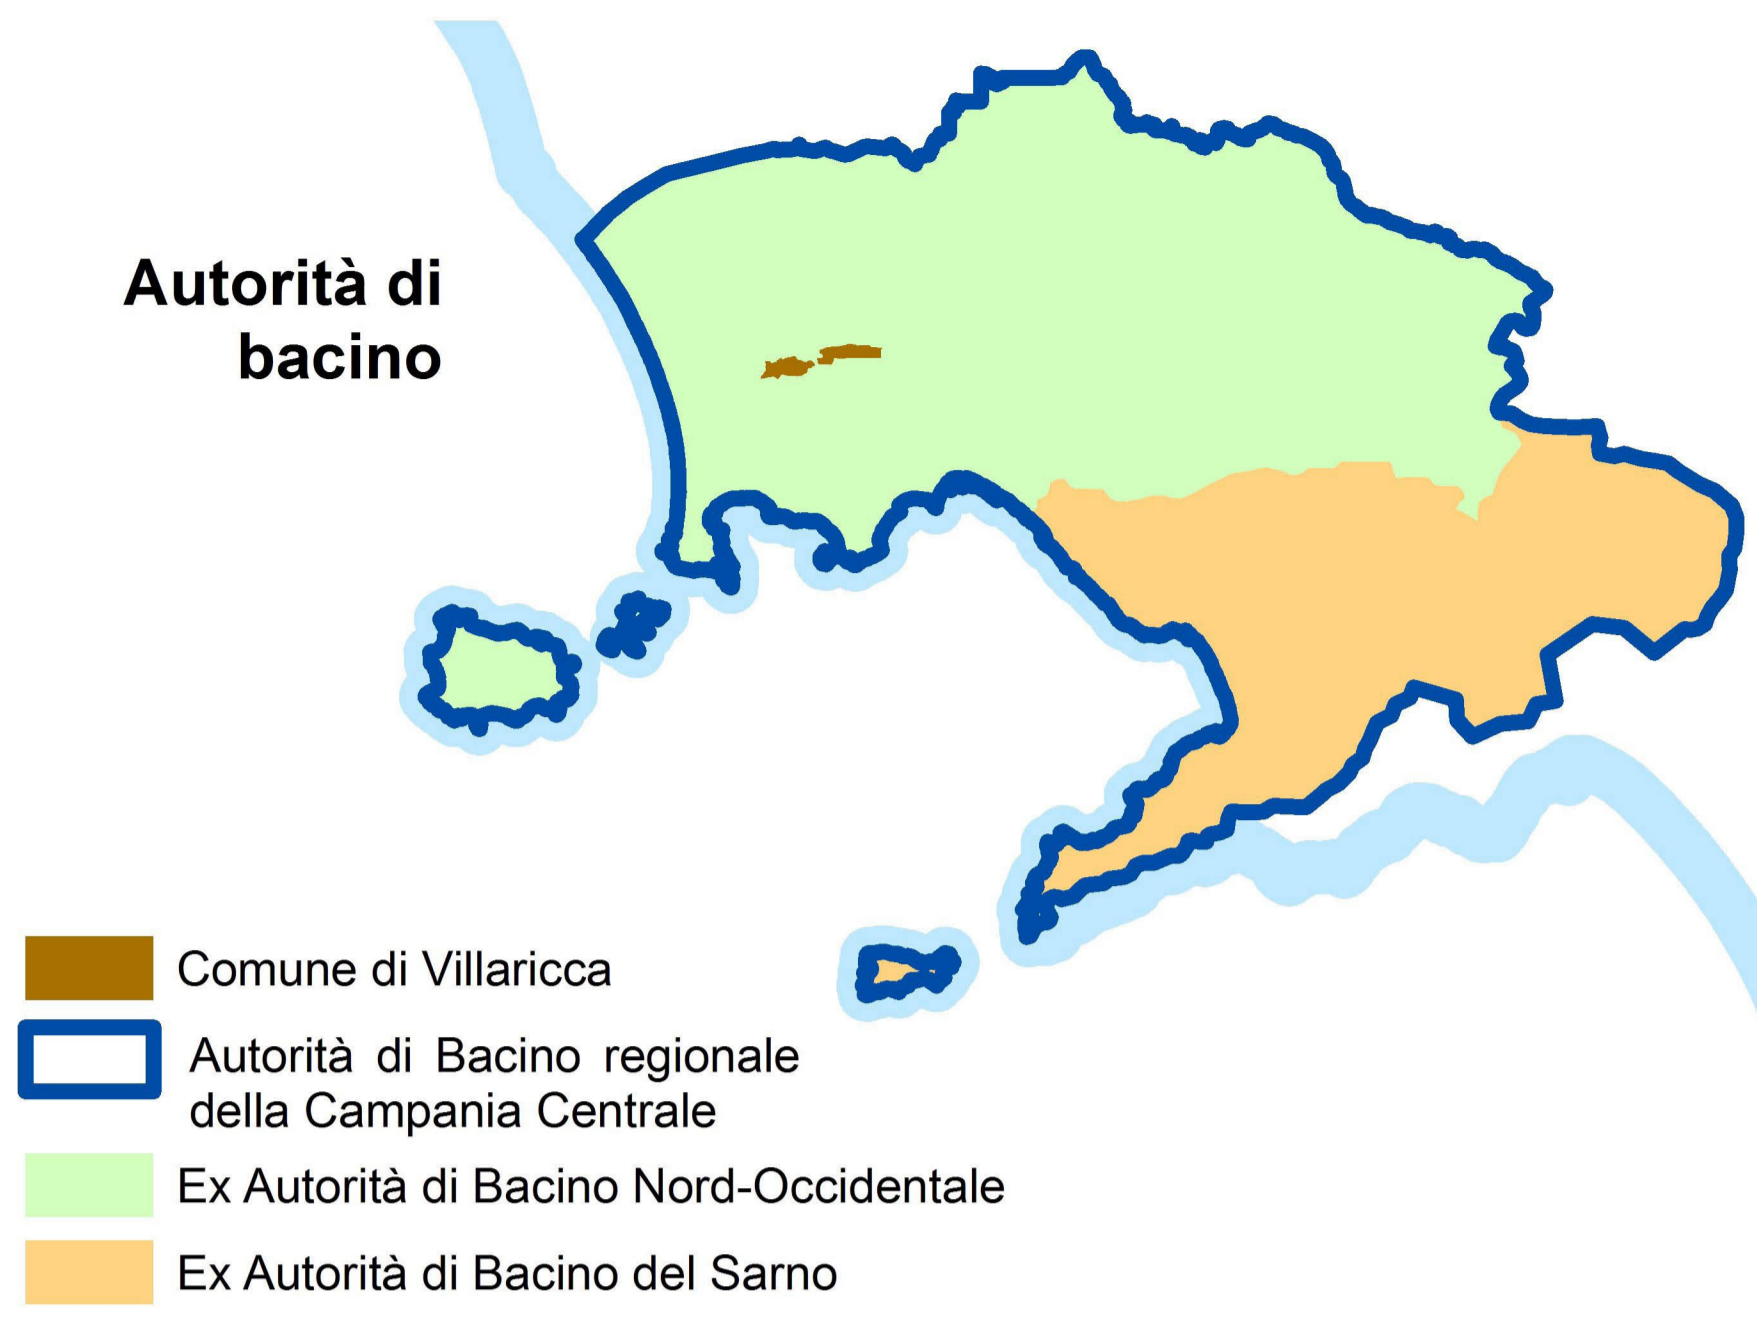 Autorità di
bacino
Comune di Villaricca
Autorità di Bacino regionale
della Campania Centrale
Ex Autorità di Bacino Nord-Occidentale
Ex Autorità di Bacino del Sarno